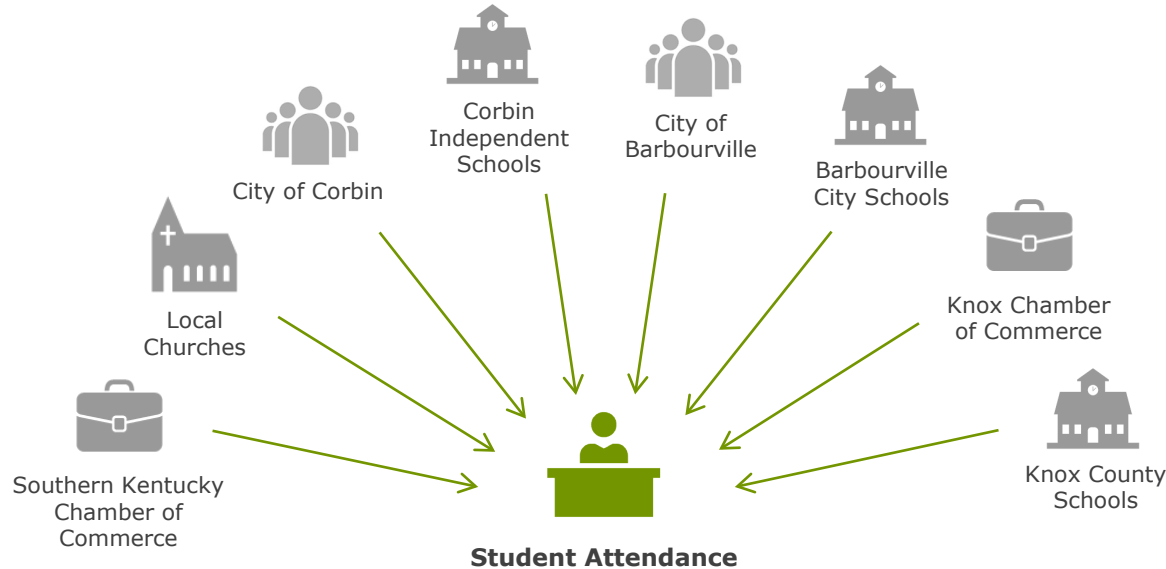 Corbin
Independent
Schools
City of
Barbourville
City of Corbin
Barbourville
City Schools
Local
Churches
Knox Chamber
of Commerce
Southern Kentucky
Chamber of
Commerce
Knox County
Schools
Student Attendance